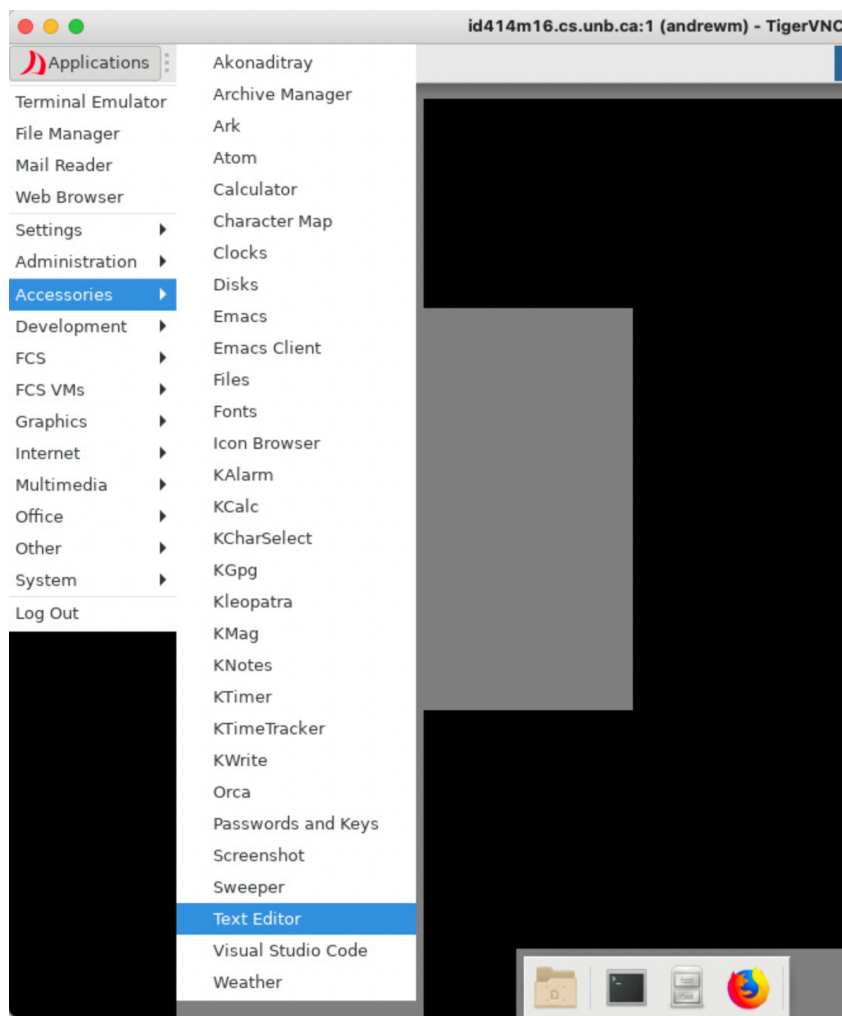 id414m16.cs.unb.ca:1 (andrewm) - TigerVNC
Applications
Terminal Emulator
File Manager
Mail Reader
Web Browser
Settings
Administration
Accessories
Development
FCS
FCS VMs
Graphics
Internet
Multimedia
Office
Other
System
Log Out
Akonaditray
Archive Manager
Ark
Atom
Calculator
Character Map
Clocks
Disks
Emacs
Emacs Client
Files
Fonts
Icon Browser
KAlarm
KCalc
KCharSelect
KGpg
Kleopatra
KMag
KNotes
KTimer
KTimeTracker
KWrite
Orca
Passwords and Keys
Screenshot
Sweeper
Text Editor
Visual Studio Code
Weather